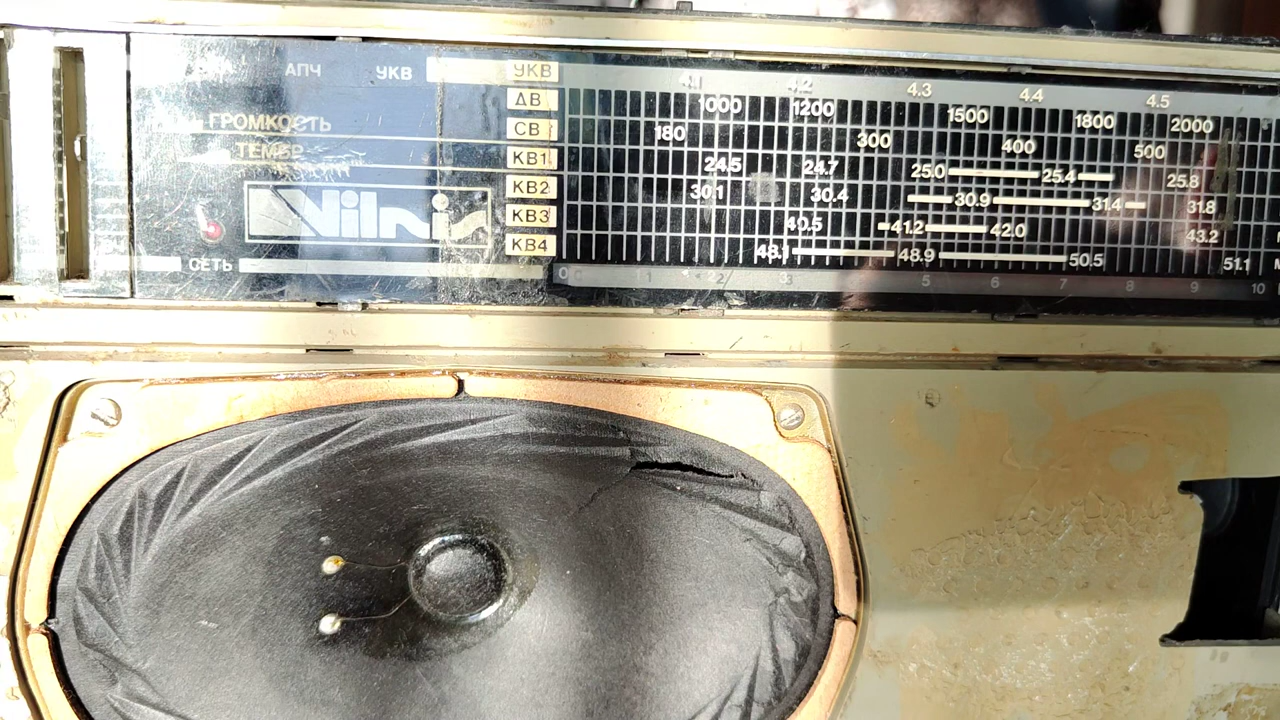 АПЧ УКВ УКВ 4.1 4.2 4.3 4.4 4.5
ДВ 1000 1200 1500 1800 2000
ГРОМКОСТЬ СВ 180 300 400 500
ТЕМБР КВ1 24.5 24.7 25.0 25.4 25.8
КВ2 30.1 30.4 30.9 31.4 31.8
Vilnis КВ3 40.5 41.2 42.0 43.2
КВ4 48.1 48.9 50.5 51.1
СЕТЬ 0 1 2 3 5 6 7 8 9 10